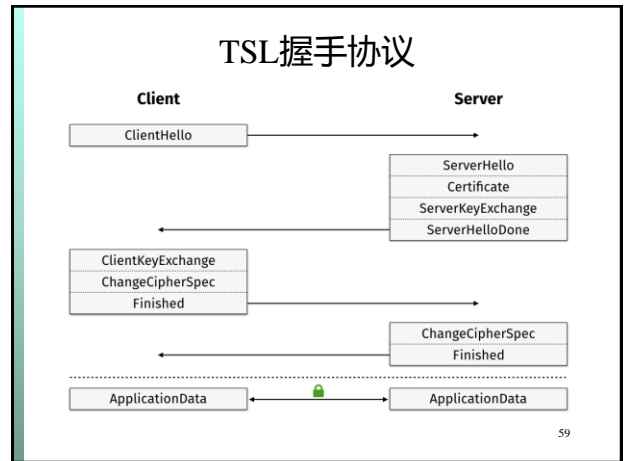 TSL握手协议
Client Server
ClientHello
ServerHello
Certificate
ServerKeyExchange
ServerHelloDone
ClientKeyExchange
ChangeCipherSpec
Finished
ChangeCipherSpec
Finished
ApplicationData ApplicationData
59